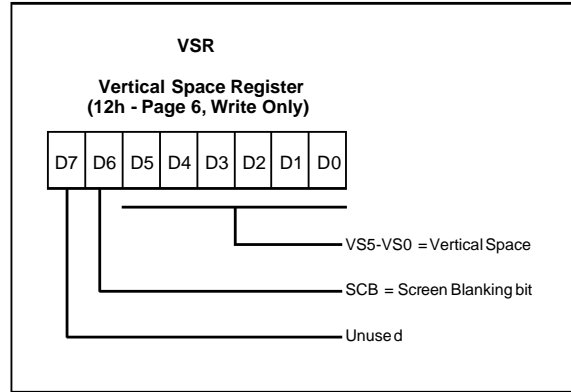 VSR
Vertical Space Register
(12h - Page 6, Write Only)
D7 D6 D5 D4 D3 D2 D1 D0
VS5-VS0 = Vertical Space
SCB = Screen Blanking bit
Unused